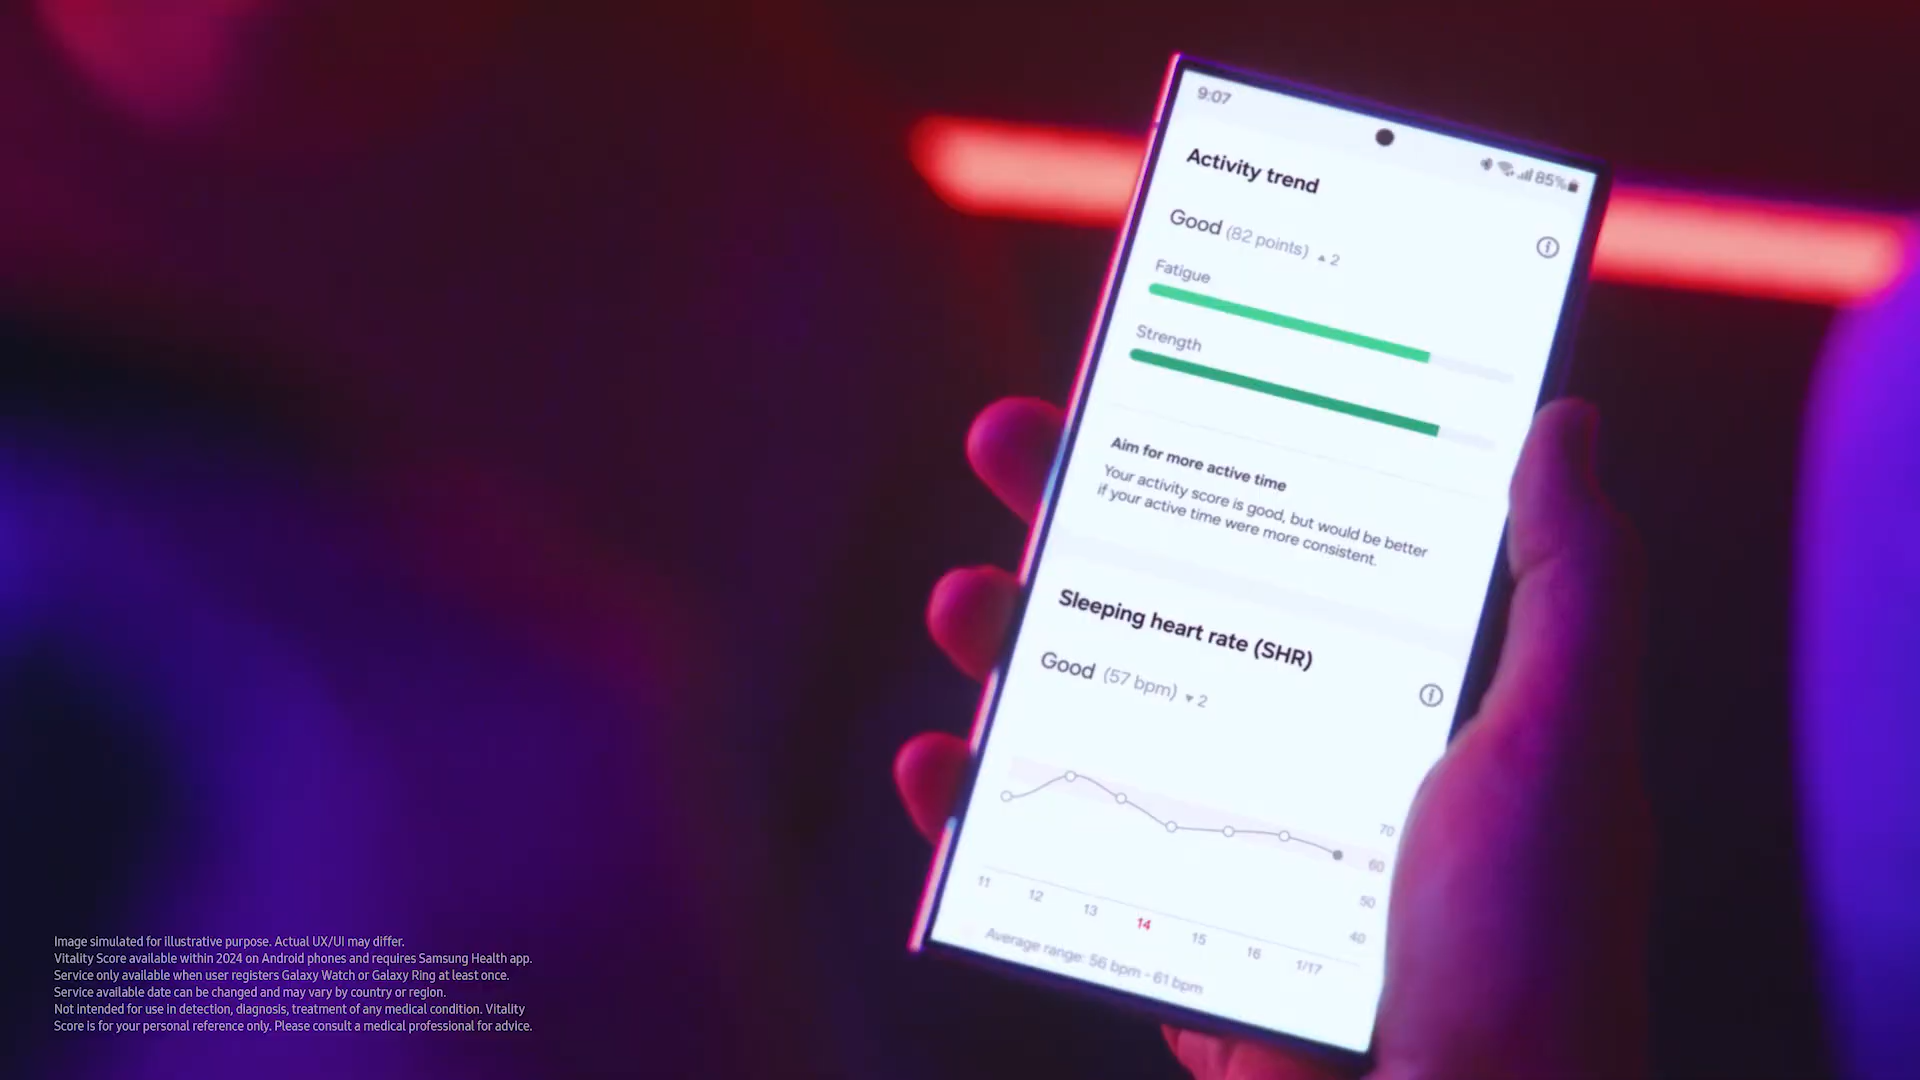 9:07
85%
Activity trend
Good (82 points) ▲ 2
Fatigue
Strength
Aim for more active time
Your activity score is good, but would be better
if your active time were more consistent.
Sleeping heart rate (SHR)
Good (57 bpm) ▼ 2
70
60
50
40
11 12 13 14 15 16 1/17
Average range: 56 bpm - 61 bpm
Image simulated for illustrative purpose. Actual UX/UI may differ.
Vitality Score available within 2024 on Android phones and requires Samsung Health app.
Service only available when user registers Galaxy Watch or Galaxy Ring at least once.
Service available date can be changed and may vary by country or region.
Not intended for use in detection, diagnosis, treatment of any medical condition. Vitality
Score is for your personal reference only. Please consult a medical professional for advice.